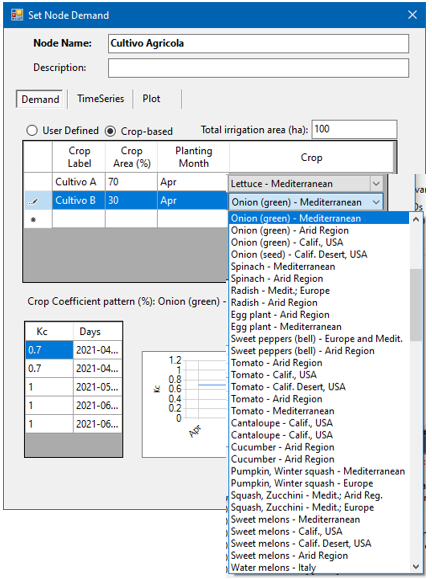 Set Node Demand
Node Name: Cultivo Agricola
Description:
Demand TimeSeries Plot
User Defined Crop-based Total irrigation area (ha): 100
Crop Label Crop Area (%) Planting Month Crop
Cultivo A 70 Apr Lettuce - Mediterranean
Cultivo B 30 Apr Onion (green) - Mediterranean
Onion (green) - Mediterranean
Onion (green) - Arid Region
Onion (green) - Calif., USA
Onion (seed) - Calif. Desert, USA
Spinach - Mediterranean
Spinach - Arid Region
Radish - Medit.; Europe
Radish - Arid Region
Egg plant - Arid Region
Egg plant - Mediterranean
Sweet peppers (bell) - Europe and Medit.
Sweet peppers (bell) - Arid Region
Tomato - Arid Region
Tomato - Calif., USA
Tomato - Calif. Desert, USA
Tomato - Arid Region
Tomato - Mediterranean
Cantaloupe - Calif., USA
Cantaloupe - Calif., USA
Cucumber - Arid Region
Cucumber - Arid Region
Pumpkin, Winter squash - Mediterranean
Pumpkin, Winter squash - Europe
Squash, Zucchini - Medit.; Arid Reg.
Squash, Zucchini - Medit.; Europe
Sweet melons - Mediterranean
Sweet melons - Calif., USA
Sweet melons - Calif. Desert, USA
Sweet melons - Arid Region
Water melons - Italy
Crop Coefficient pattern (%): Onion (green) -
Kc Days
0.7 2021-04...
0.7 2021-04...
1 2021-05...
1 2021-06...
1 2021-06...
Kc
1.2
1
0.8
0.6
0.4
0.2
0
Apr